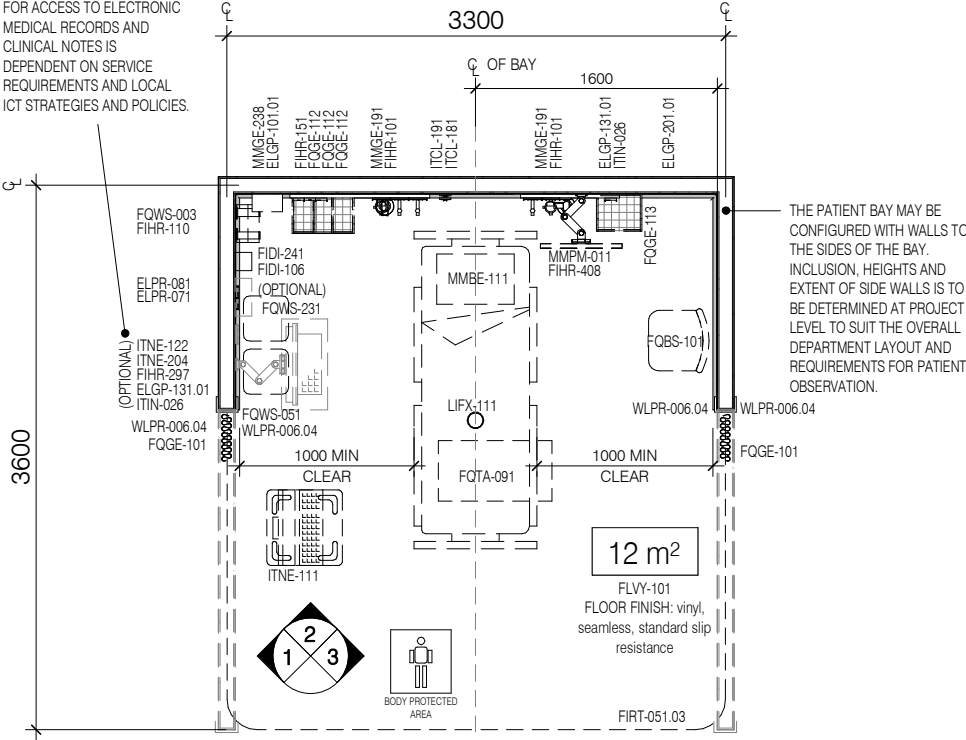 FOR ACCESS TO ELECTRONIC
MEDICAL RECORDS AND
CLINICAL NOTES IS
DEPENDENT ON SERVICE
REQUIREMENTS AND LOCAL
ICT STRATEGIES AND POLICIES.
CL
3300
CL
CL OF BAY
1600
MMGE-238
ELGP-101.01
FIHR-151
FQGE-112
FQGE-112
FQGE-112
MMGE-191
FIHR-101
ITCL-191
ITCL-181
MMGE-191
FIHR-101
ELGP-131.01
ITIN-026
ELGP-201.01
CL
FQWS-003
FIHR-110
FIDI-241
FIDI-106
(OPTIONAL)
FQWS-231
ELPR-081
ELPR-071
(OPTIONAL)
ITNE-122
ITNE-204
FIHR-297
ELGP-131.01
ITIN-026
WLPR-006.04
FQGE-101
FQWS-051
WLPR-006.04
MMBE-111
MMPM-011
FIHR-408
FQGE-113
FQBS-101
THE PATIENT BAY MAY BE
CONFIGURED WITH WALLS TO
THE SIDES OF THE BAY.
INCLUSION, HEIGHTS AND
EXTENT OF SIDE WALLS IS TO
BE DETERMINED AT PROJECT
LEVEL TO SUIT THE OVERALL
DEPARTMENT LAYOUT AND
REQUIREMENTS FOR PATIENT
OBSERVATION.
LIFX-111
WLPR-006.04
WLPR-006.04
FQGE-101
3600
1000 MIN
CLEAR
FQTA-091
1000 MIN
CLEAR
ITNE-111
12 m²
FLVY-101
FLOOR FINISH: vinyl,
seamless, standard slip
resistance
1
2
3
BODY PROTECTED
AREA
FIRT-051.03